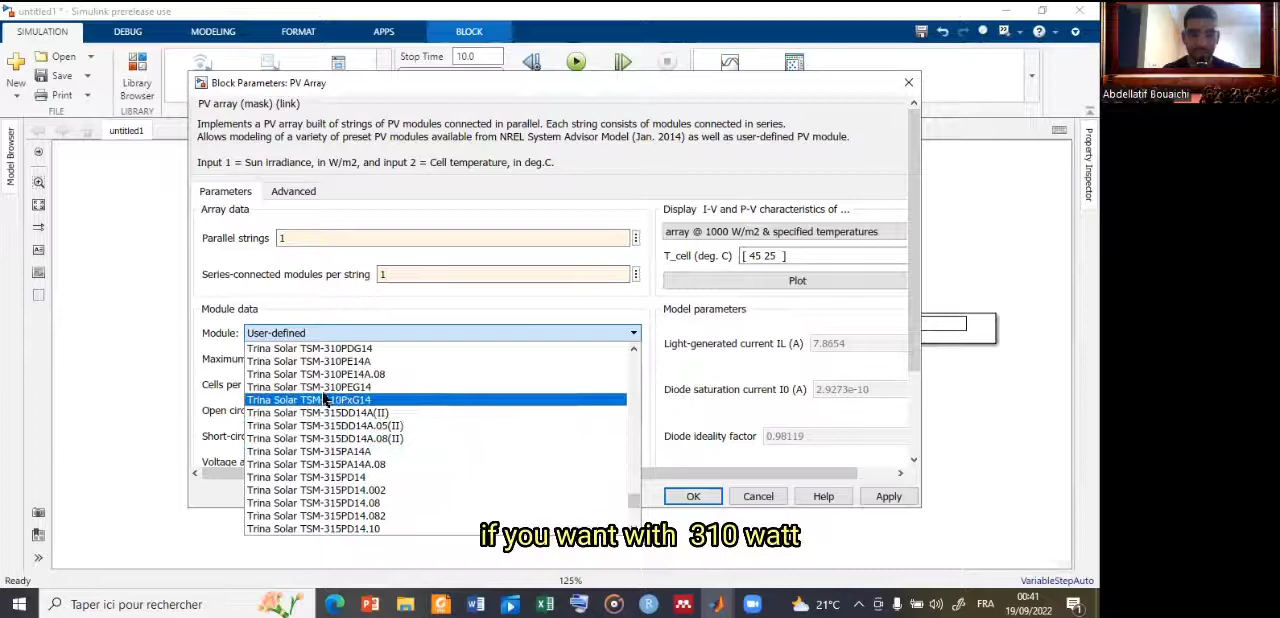 untitled1 * - Simulink prerelease use
SIMULATION
DEBUG
MODELING
FORMAT
APPS
BLOCK
New
Open
Save
Print
FILE
Library
Browser
LIBRARY
Stop Time
10.0
Abdellatif Bouaichi
Model Browser
untitled1
Property Inspector
Block Parameters: PV Array
PV array (mask) (link)
Implements a PV array built of strings of PV modules connected in parallel. Each string consists of modules connected in series.
Allows modeling of a variety of preset PV modules available from NREL System Advisor Model (Jan. 2014) as well as user-defined PV module.
Input 1 = Sun irradiance, in W/m2, and input 2 = Cell temperature, in deg.C.
Parameters
Advanced
Array data
Parallel strings
1
Series-connected modules per string
1
Display I-V and P-V characteristics of ...
array @ 1000 W/m2 & specified temperatures
T_cell (deg. C)
[ 45 25 ]
Plot
Module data
Module:
User-defined
Maximum
Cells per
Open circ
Short-circ
Voltage a
Trina Solar TSM-310PDG14
Trina Solar TSM-310PE14A
Trina Solar TSM-310PE14A.08
Trina Solar TSM-310PEG14
Trina Solar TSM-310PxG14
Trina Solar TSM-315DD14A(II)
Trina Solar TSM-315DD14A.05(II)
Trina Solar TSM-315DD14A.08(II)
Trina Solar TSM-315PA14A
Trina Solar TSM-315PA14A.08
Trina Solar TSM-315PD14
Trina Solar TSM-315PD14.002
Trina Solar TSM-315PD14.08
Trina Solar TSM-315PD14.082
Trina Solar TSM-315PD14.10
Model parameters
Light-generated current IL (A)
7.8654
Diode saturation current I0 (A)
2.9273e-10
Diode ideality factor
0.98119
OK
Cancel
Help
Apply
if you want with 310 watt
Ready
125%
VariableStepAuto
Taper ici pour rechercher
21°C
FRA
00:41
19/09/2022